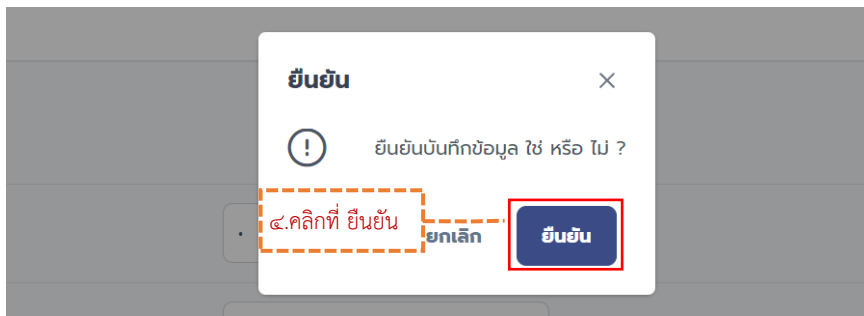 ยืนยัน
ยืนยันบันทึกข้อมูล ใช่ หรือ ไม่ ?
๔.คลิกที่ ยืนยัน
ยกเลิก
ยืนยัน